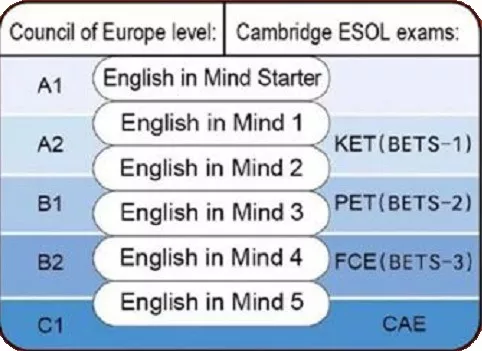 Council of Europe level: Cambridge ESOL exams:
A1 English in Mind Starter
English in Mind 1
A2 KET(BETS-1)
English in Mind 2
B1 English in Mind 3 PET(BETS-2)
B2 English in Mind 4 FCE(BETS-3)
English in Mind 5
C1 CAE